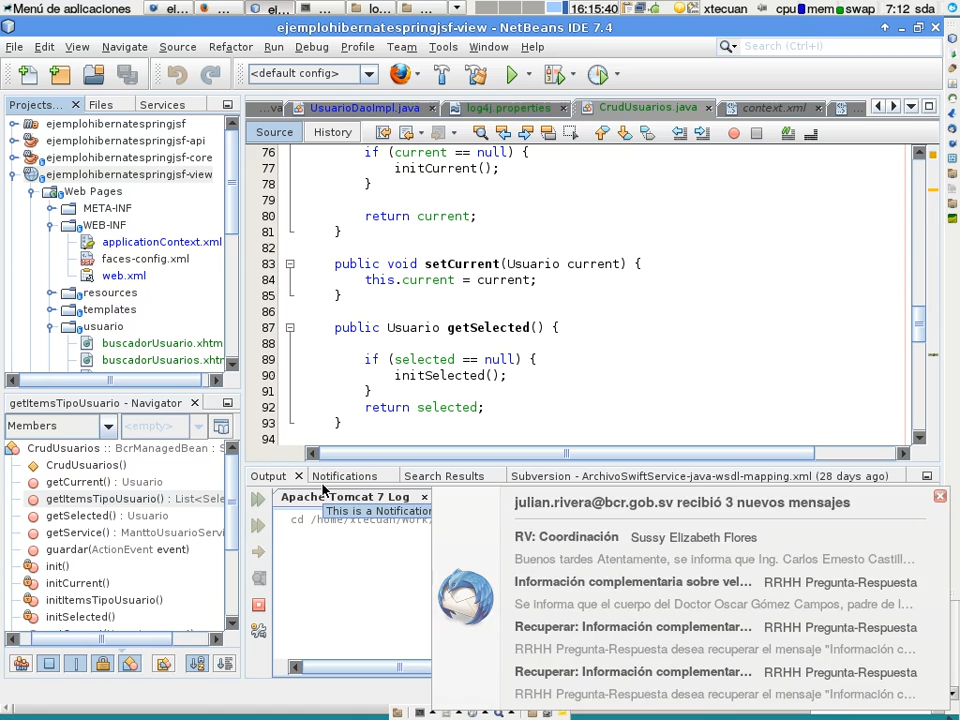 Menú de aplicaciones
el...
ej...
el...
lo...
16:15:40
xtecuan
cpu mem swap
7:12 sda
ejemplohibernatespringjsf-view - NetBeans IDE 7.4
File Edit View Navigate Source Refactor Run Debug Profile Team Tools Window Help
Search (Ctrl+I)
<default config>
Projects... Files Services
...va UsuarioDaoImpl.java log4j.properties CrudUsuarios.java context.xml ...
Source History
ejemplohibernatespringjsf
ejemplohibernatespringjsf-api
ejemplohibernatespringjsf-core
ejemplohibernatespringjsf-view
Web Pages
META-INF
WEB-INF
applicationContext.xml
faces-config.xml
web.xml
resources
templates
usuario
buscadorUsuario.xhtm
buscadorUsuarios.xhtr
76 if (current == null) {
77 initCurrent();
78 }
79
80 return current;
81 }
82
83 public void setCurrent(Usuario current) {
84 this.current = current;
85 }
86
87 public Usuario getSelected() {
88
89 if (selected == null) {
90 initSelected();
91 }
92 return selected;
93 }
94
getItemsTipoUsuario - Navigator
Members <empty>
CrudUsuarios :: BcrManagedBean : S
CrudUsuarios()
getCurrent() : Usuario
getItemsTipoUsuario() : List<Sele
getSelected() : Usuario
getService() : ManttoUsuarioServi
guardar(ActionEvent event)
init()
initCurrent()
initItemsTipoUsuario()
initSelected()
Output Notifications Search Results Subversion - ArchivoSwiftService-java-wsdl-mapping.xml (28 days ago)
Apache Tomcat 7 Log
This is a Notification
cd /home/xtecuan/Work/
julian.rivera@bcr.gob.sv recibió 3 nuevos mensajes
RV: Coordinación Sussy Elizabeth Flores
Buenos tardes Atentamente, se informa que Ing. Carlos Ernesto Castill...
Información complementaria sobre vel... RRHH Pregunta-Respuesta
Se informa que el cuerpo del Doctor Oscar Gómez Campos, padre de l...
Recuperar: Información complementar... RRHH Pregunta-Respuesta
RRHH Pregunta-Respuesta desea recuperar el mensaje "Información c...
Recuperar: Información complementar... RRHH Pregunta-Respuesta
RRHH Pregunta-Respuesta desea recuperar el mensaje "Información c...